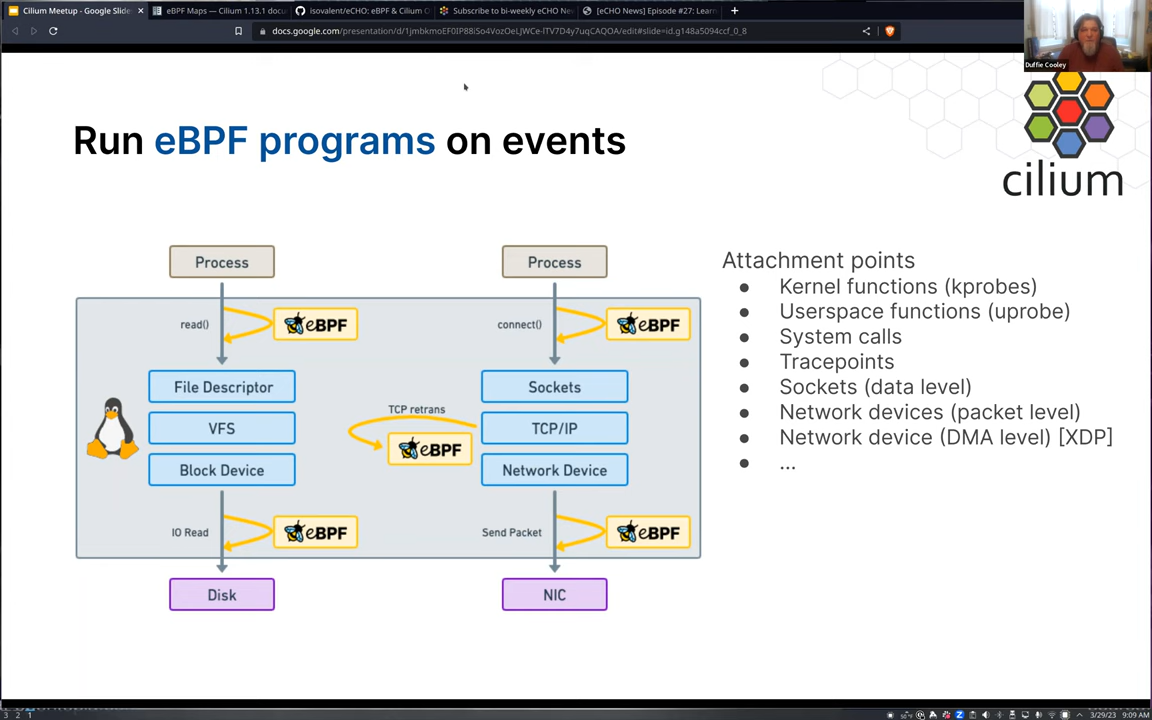 Cilium Meetup - Google Slide
eBPF Maps — Cilium 1.13.1 docu
isovalent/eCHO: eBPF & Cilium O
Subscribe to bi-weekly eCHO Ne
[eCHO News] Episode #27: Learn
docs.google.com/presentation/d/1jmbkmoEF0IP88iSo4VozOeLJWCe-lTV7D4y7uqCAQOA/edit#slide=id.g148a5094ccf_0_8
Duffie Cooley
Run eBPF programs on events
cilium
Process
read()
eBPF
File Descriptor
VFS
Block Device
IO Read
eBPF
Disk
Process
connect()
eBPF
Sockets
TCP retrans
TCP/IP
eBPF
Network Device
Send Packet
eBPF
NIC
Attachment points
● Kernel functions (kprobes)
● Userspace functions (uprobe)
● System calls
● Tracepoints
● Sockets (data level)
● Network devices (packet level)
● Network device (DMA level) [XDP]
● ...
3 2 1
3/29/23 9:09 AM